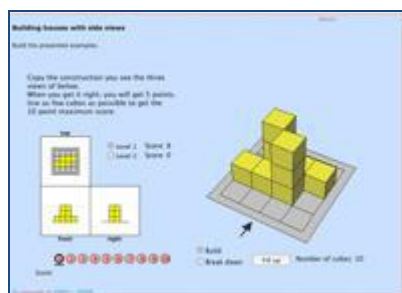 Building houses with side views
Build the presented examples.
Copy the construction you see the three
views of below.
When you get it right, you will get 5 points.
Use as few cubes as possible to get the
10 point maximum score.
top
Level 1 Score: 0
Level 2 Score: 0
front right
Build
Break down
Number of cubes: 10